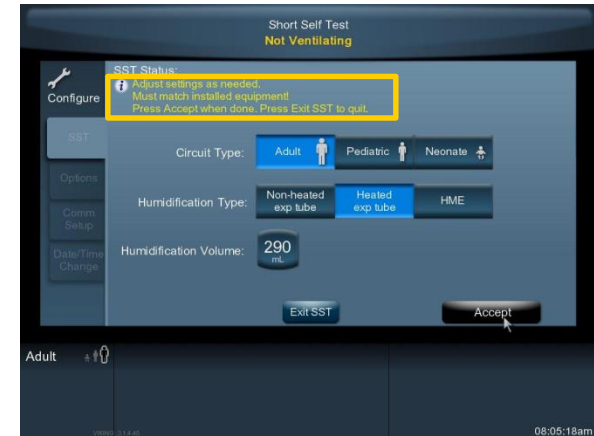 Short Self Test
Not Ventilating
Configure
SST Status:
i Adjust settings as needed.
Must match installed equipment!
Press Accept when done. Press Exit SST to quit.
SST
Options
Comm
Setup
Date/Time
Change
Circuit Type:
Adult
Pediatric
Neonate
Humidification Type:
Non-heated
exp tube
Heated
exp tube
HME
Humidification Volume:
290
mL
Exit SST
Accept
Adult
08:05:18am